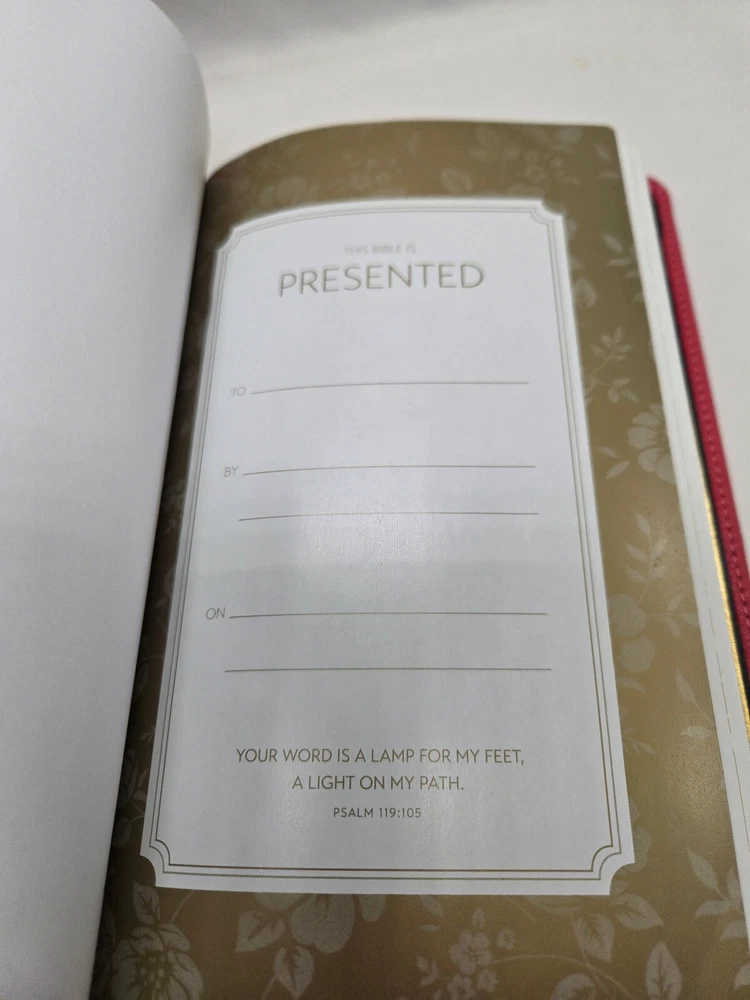 THIS BIBLE IS
PRESENTED
TO
BY
ON
YOUR WORD IS A LAMP FOR MY FEET,
A LIGHT ON MY PATH.
PSALM 119:105